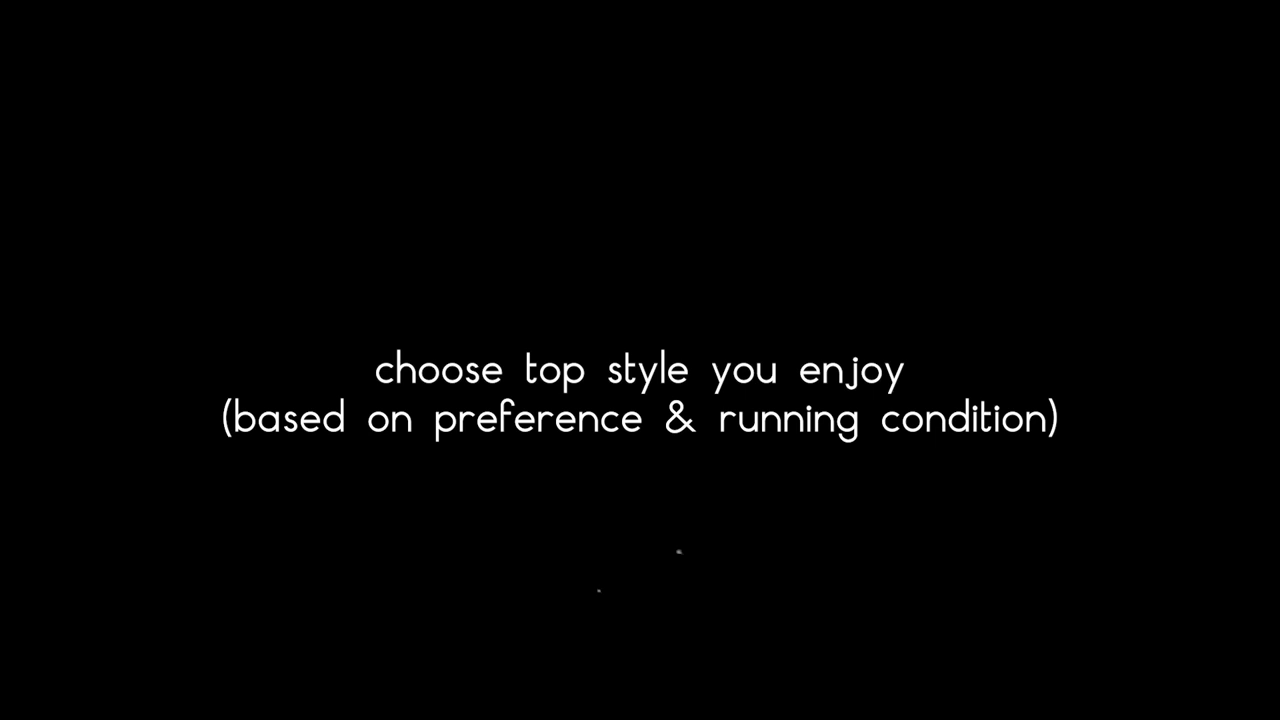 choose top style you enjoy
(based on preference & running condition)